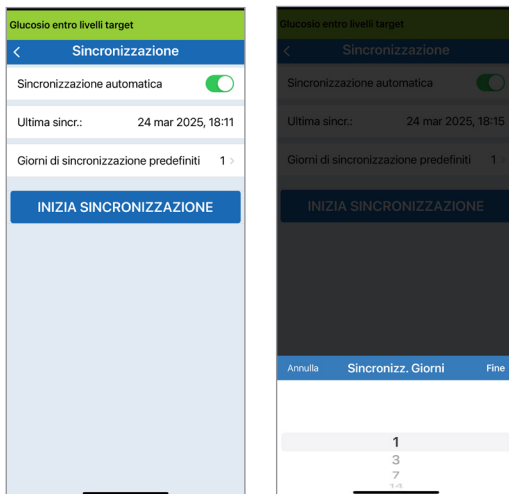 Glucosio entro livelli target
Sincronizzazione
Sincronizzazione automatica
Ultima sincr.: 24 mar 2025, 18:11
Giorni di sincronizzazione predefiniti 1
INIZIA SINCRONIZZAZIONE
Glucosio entro livelli target
Sincronizzazione
Sincronizzazione automatica
Ultima sincr.: 24 mar 2025, 18:15
Giorni di sincronizzazione predefiniti 1
INIZIA SINCRONIZZAZIONE
Annulla Sincronizz. Giorni Fine
1
3
7
14